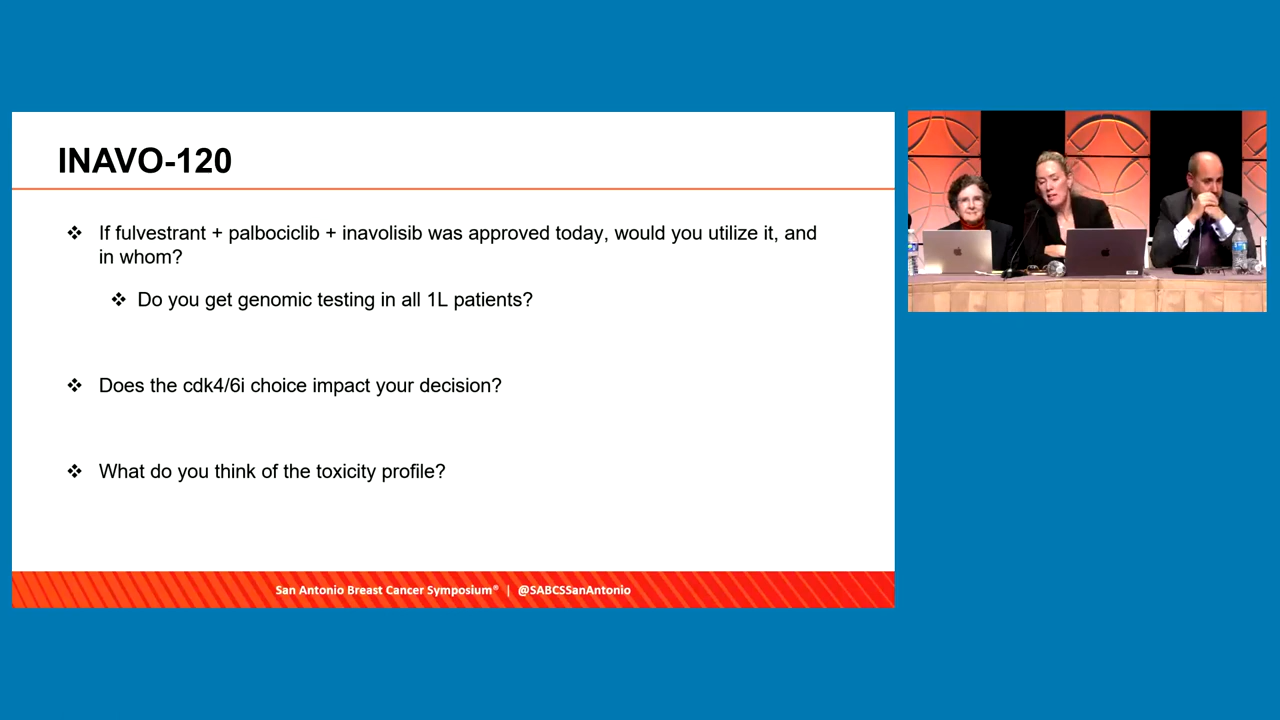 INAVO-120
❖ If fulvestrant + palbociclib + inavolisib was approved today, would you utilize it, and
in whom?
❖ Do you get genomic testing in all 1L patients?
❖ Does the cdk4/6i choice impact your decision?
❖ What do you think of the toxicity profile?
San Antonio Breast Cancer Symposium® | @SABCSSanAntonio